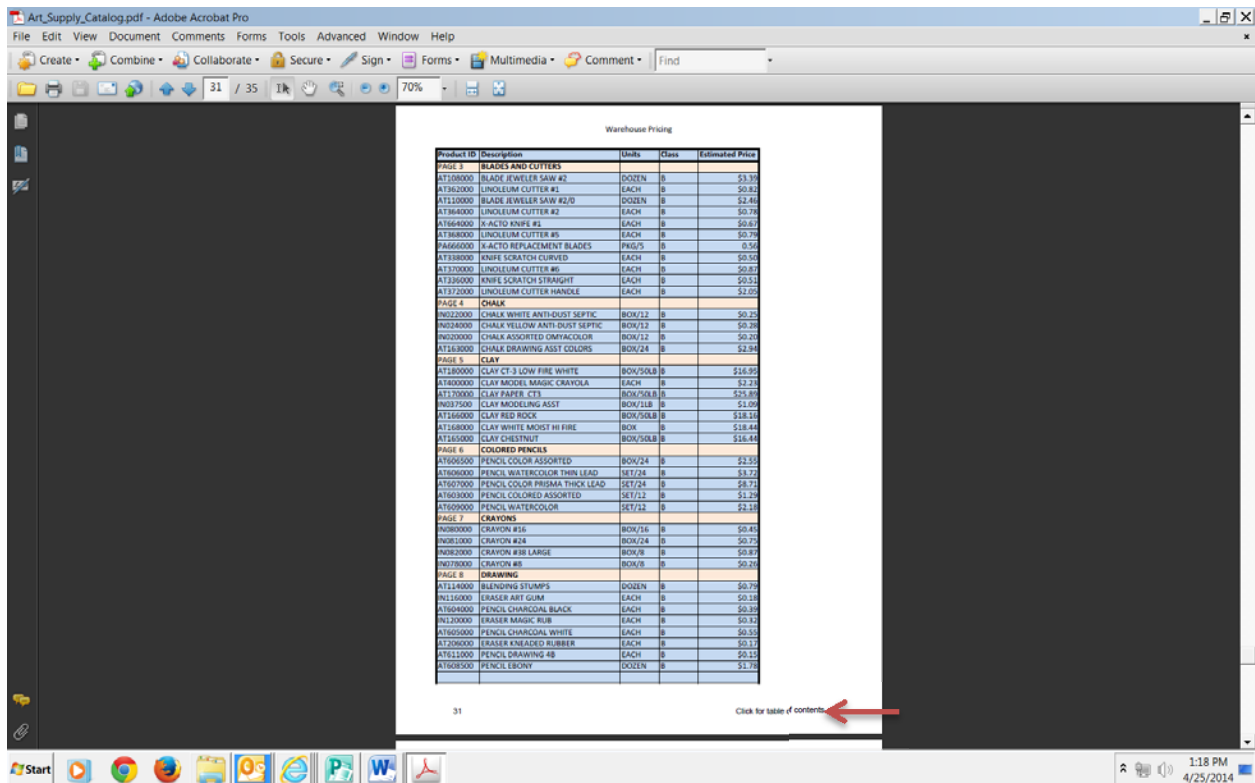 Art_Supply_Catalog.pdf - Adobe Acrobat Pro
File Edit View Document Comments Forms Tools Advanced Window Help
Create Combine Collaborate Secure Sign Forms Multimedia Comment Find
31 / 35 70%
Warehouse Pricing
Product ID Description Units Class Estimated Price
PAGE 3 BLADES AND CUTTERS
AT108000 BLADE JEWELER SAW #2 DOZEN B $3.39
AT362000 LINOLEUM CUTTER #1 EACH B $0.82
AT110000 BLADE JEWELER SAW #2/0 DOZEN B $2.46
AT364000 LINOLEUM CUTTER #2 EACH B $0.78
AT664000 X-ACTO KNIFE #1 EACH B $0.67
AT368000 LINOLEUM CUTTER #5 EACH B $0.79
PA666000 X-ACTO REPLACEMENT BLADES PKG/5 B 0.56
AT338000 KNIFE SCRATCH CURVED EACH B $0.50
AT370000 LINOLEUM CUTTER #6 EACH B $0.87
AT336000 KNIFE SCRATCH STRAIGHT EACH B $0.51
AT372000 LINOLEUM CUTTER HANDLE EACH B $2.05
PAGE 4 CHALK
IN022000 CHALK WHITE ANTI-DUST SEPTIC BOX/12 B $0.25
IN024000 CHALK YELLOW ANTI-DUST SEPTIC BOX/12 B $0.28
IN020000 CHALK ASSORTED OMYACOLOR BOX/12 B $0.20
AT163000 CHALK DRAWING ASST COLORS BOX/24 B $2.94
PAGE 5 CLAY
AT180000 CLAY CT-3 LOW FIRE WHITE BOX/50LB B $16.95
AT400000 CLAY MODEL MAGIC CRAYOLA EACH B $2.23
AT170000 CLAY PAPER CT3 BOX/50LB B $25.89
IN037500 CLAY MODELING ASST BOX/1LB B $1.09
AT166000 CLAY RED ROCK BOX/50LB B $18.16
AT168000 CLAY WHITE MOIST HI FIRE BOX B $18.44
AT165000 CLAY CHESTNUT BOX/50LB B $16.44
PAGE 6 COLORED PENCILS
AT606500 PENCIL COLOR ASSORTED BOX/24 B $2.55
AT606000 PENCIL WATERCOLOR THIN LEAD SET/24 B $3.72
AT607000 PENCIL COLOR PRISMA THICK LEAD SET/24 B $8.71
AT603000 PENCIL COLORED ASSORTED SET/12 B $1.29
AT609000 PENCIL WATERCOLOR SET/12 B $2.18
PAGE 7 CRAYONS
IN080000 CRAYON #16 BOX/16 B $0.45
IN081000 CRAYON #24 BOX/24 B $0.75
IN082000 CRAYON #38 LARGE BOX/8 B $0.87
IN078000 CRAYON #8 BOX/8 B $0.26
PAGE 8 DRAWING
AT114000 BLENDING STUMPS DOZEN B $0.79
IN116000 ERASER ART GUM EACH B $0.18
AT604000 PENCIL CHARCOAL BLACK EACH B $0.39
IN120000 ERASER MAGIC RUB EACH B $0.32
AT605000 PENCIL CHARCOAL WHITE EACH B $0.55
AT206000 ERASER KNEADED RUBBER EACH B $0.17
AT611000 PENCIL DRAWING 4B EACH B $0.15
AT608500 PENCIL EBONY DOZEN B $1.78
31 Click for table of contents
Start 1:18 PM
4/25/2014